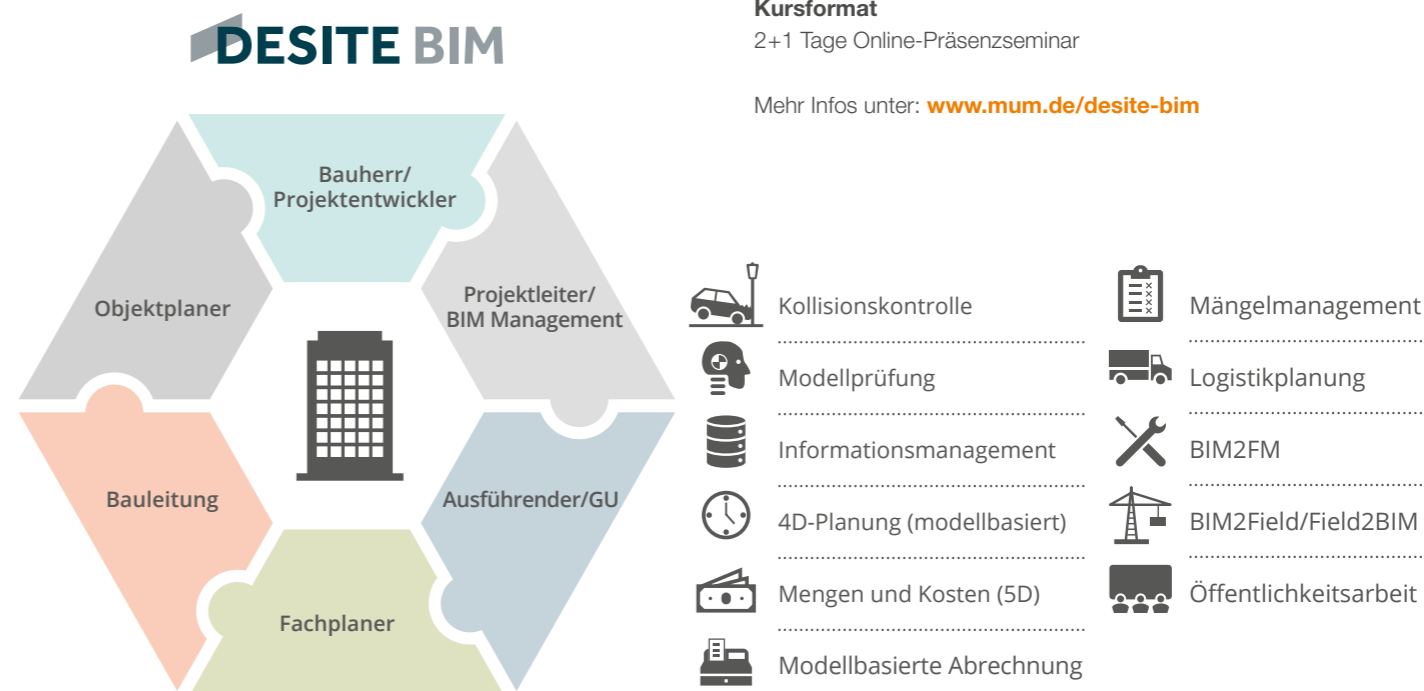 DESITE BIM
Kursformat
2+1 Tage Online-Präsenzseminar
Mehr Infos unter: www.mum.de/desite-bim
Bauherr/
Projektentwickler
Objektplaner
Projektleiter/
BIM Management
Bauleitung
Ausführender/GU
Fachplaner
Kollisionskontrolle
Modellprüfung
Informationsmanagement
4D-Planung (modellbasiert)
Mengen und Kosten (5D)
Modellbasierte Abrechnung
Mängelmanagement
Logistikplanung
BIM2FM
BIM2Field/Field2BIM
Öffentlichkeitsarbeit